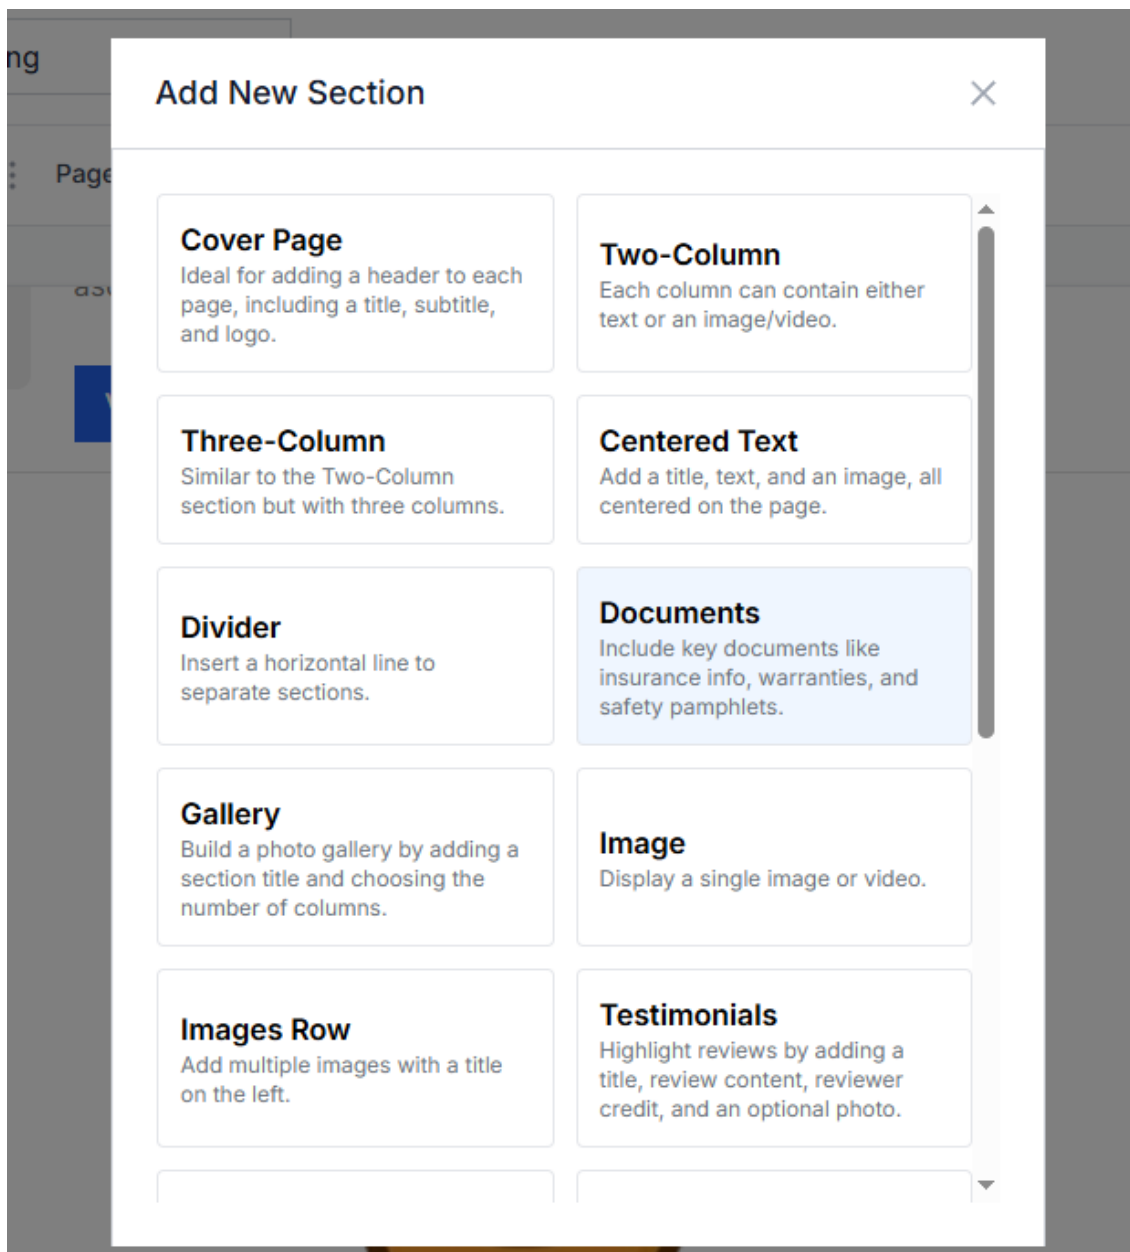 ng
Add New Section
Page
Cover Page
Ideal for adding a header to each
page, including a title, subtitle,
and logo.
Two-Column
Each column can contain either
text or an image/video.
Three-Column
Similar to the Two-Column
section but with three columns.
Centered Text
Add a title, text, and an image, all
centered on the page.
Divider
Insert a horizontal line to
separate sections.
Documents
Include key documents like
insurance info, warranties, and
safety pamphlets.
Gallery
Build a photo gallery by adding a
section title and choosing the
number of columns.
Image
Display a single image or video.
Images Row
Add multiple images with a title
on the left.
Testimonials
Highlight reviews by adding a
title, review content, reviewer
credit, and an optional photo.